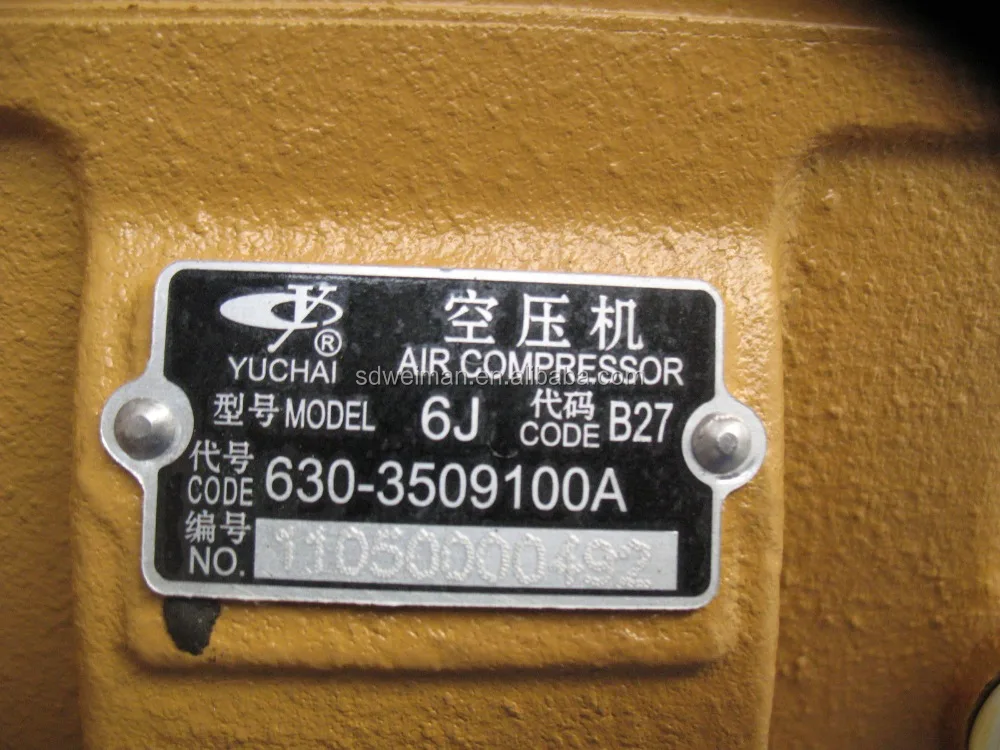 空压机
YUCHAI ®
AIR COMPRESSOR
sdweiman.en.alibaba.com
型号 MODEL 6J 代码 CODE B27
代号 CODE 630-3509100A
编号 NO. 11050000492